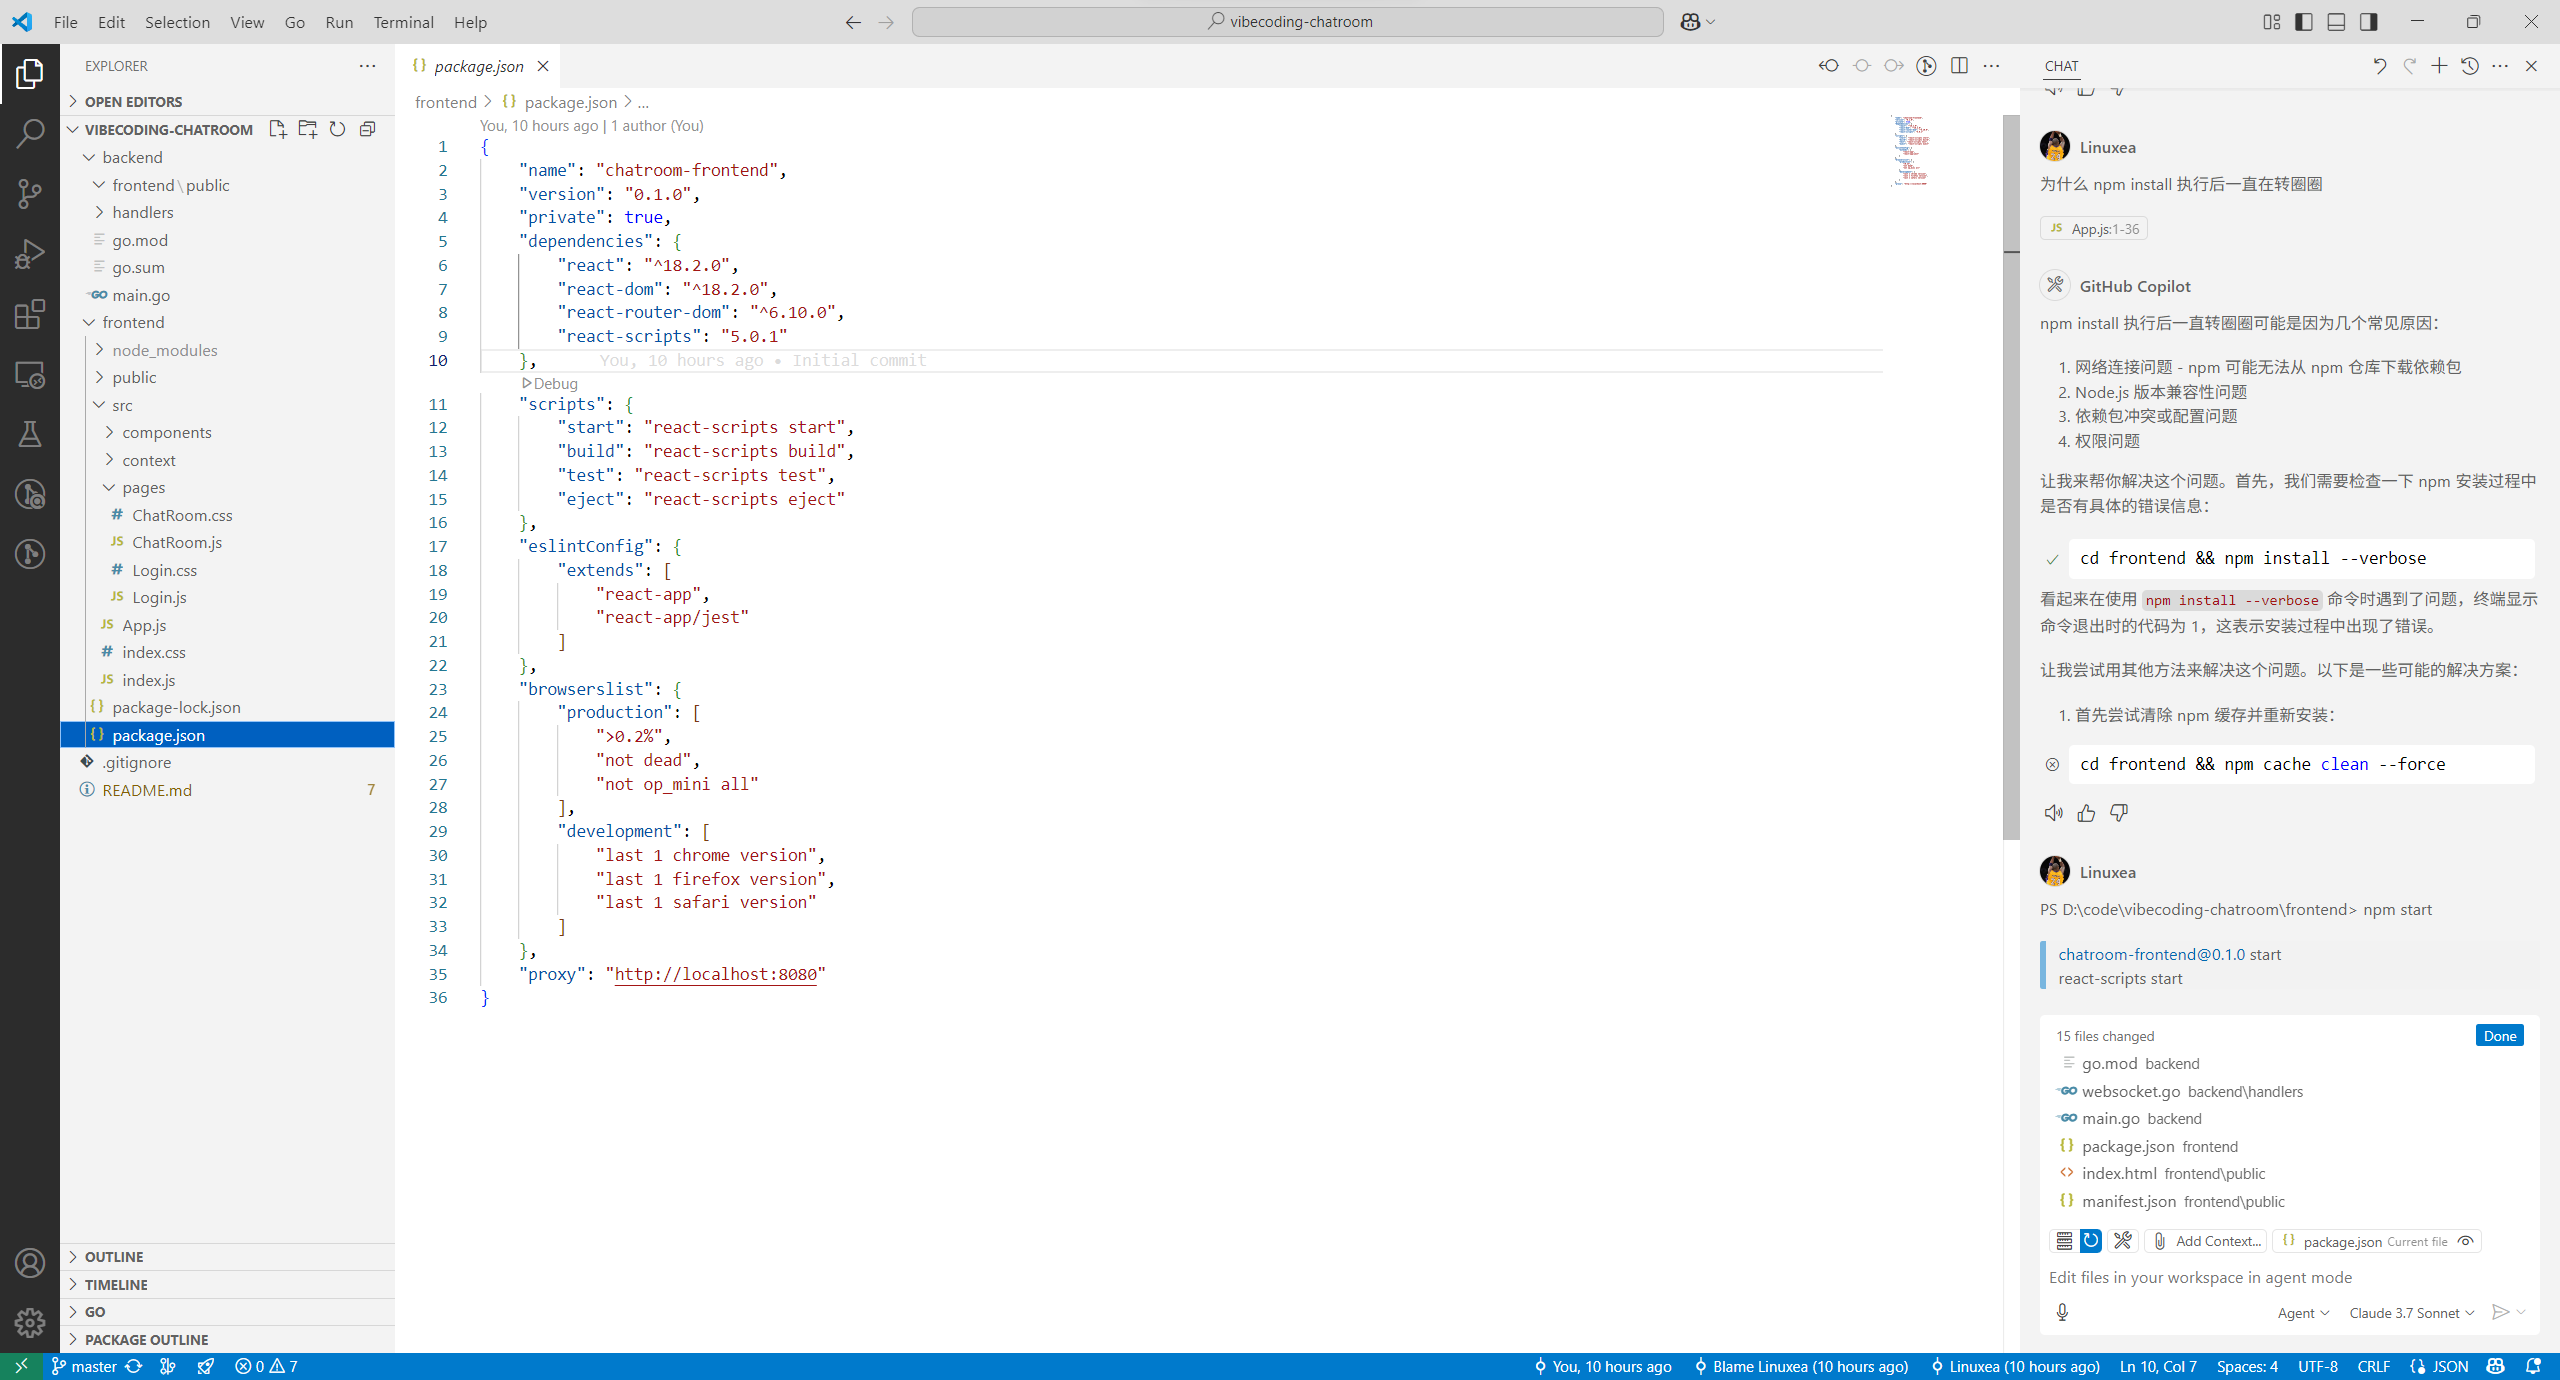 File Edit Selection View Go Run Terminal Help
vibecoding-chatroom
EXPLORER
OPEN EDITORS
VIBECODING-CHATROOM
backend
frontend\public
handlers
go.mod
go.sum
main.go
frontend
node_modules
public
src
components
context
pages
ChatRoom.css
ChatRoom.js
Login.css
Login.js
App.js
index.css
index.js
package-lock.json
package.json
.gitignore
README.md 7
OUTLINE
TIMELINE
GO
PACKAGE OUTLINE
package.json
frontend > {} package.json > ...
You, 10 hours ago | 1 author (You)
1 {
2 "name": "chatroom-frontend",
3 "version": "0.1.0",
4 "private": true,
5 "dependencies": {
6 "react": "^18.2.0",
7 "react-dom": "^18.2.0",
8 "react-router-dom": "^6.10.0",
9 "react-scripts": "5.0.1"
10 }, You, 10 hours ago • Initial commit
Debug
11 "scripts": {
12 "start": "react-scripts start",
13 "build": "react-scripts build",
14 "test": "react-scripts test",
15 "eject": "react-scripts eject"
16 },
17 "eslintConfig": {
18 "extends": [
19 "react-app",
20 "react-app/jest"
21 ]
22 },
23 "browserslist": {
24 "production": [
25 ">0.2%",
26 "not dead",
27 "not op_mini all"
28 ],
29 "development": [
30 "last 1 chrome version",
31 "last 1 firefox version",
32 "last 1 safari version"
33 ]
34 },
35 "proxy": "http://localhost:8080"
36 }
CHAT
Linuxea
为什么 npm install 执行后一直在转圈圈
JS App.js:1-36
GitHub Copilot
npm install 执行后一直转圈圈可能是因为几个常见原因：
1. 网络连接问题 - npm 可能无法从 npm 仓库下载依赖包
2. Node.js 版本兼容性问题
3. 依赖包冲突或配置问题
4. 权限问题
让我来帮你解决这个问题。首先，我们需要检查一下 npm 安装过程中
是否有具体的错误信息：
cd frontend && npm install --verbose
看起来在使用 npm install --verbose 命令时遇到了问题，终端显示
命令退出时的代码为 1，这表示安装过程中出现了错误。
让我尝试用其他方法来解决这个问题。以下是一些可能的解决方案：
1. 首先尝试清除 npm 缓存并重新安装：
cd frontend && npm cache clean --force
Linuxea
PS D:\code\vibecoding-chatroom\frontend> npm start
chatroom-frontend@0.1.0 start
react-scripts start
15 files changed Done
go.mod backend
websocket.go backend\handlers
main.go backend
package.json frontend
index.html frontend\public
manifest.json frontend\public
Add Context... {} package.json Current file
Edit files in your workspace in agent mode
Agent Claude 3.7 Sonnet
master 0 7 You, 10 hours ago Blame Linuxea (10 hours ago) Linuxea (10 hours ago) Ln 10, Col 7 Spaces: 4 UTF-8 CRLF JSON